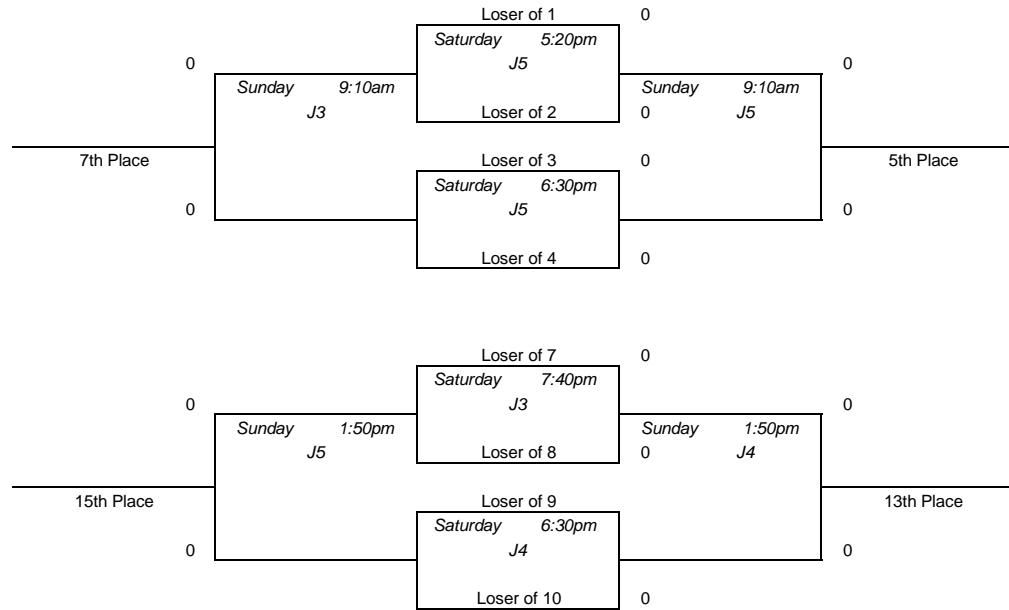 Loser of 1 0
Saturday 5:20pm
0 J5 0
Sunday 9:10am Sunday 9:10am
J3 Loser of 2 0 J5
7th Place Loser of 3 0 5th Place
Saturday 6:30pm
0 J5 0
Loser of 4 0
Loser of 7 0
Saturday 7:40pm
0 J3 0
Sunday 1:50pm Sunday 1:50pm
J5 Loser of 8 0 J4
15th Place Loser of 9 13th Place
Saturday 6:30pm
0 J4 0
Loser of 10 0